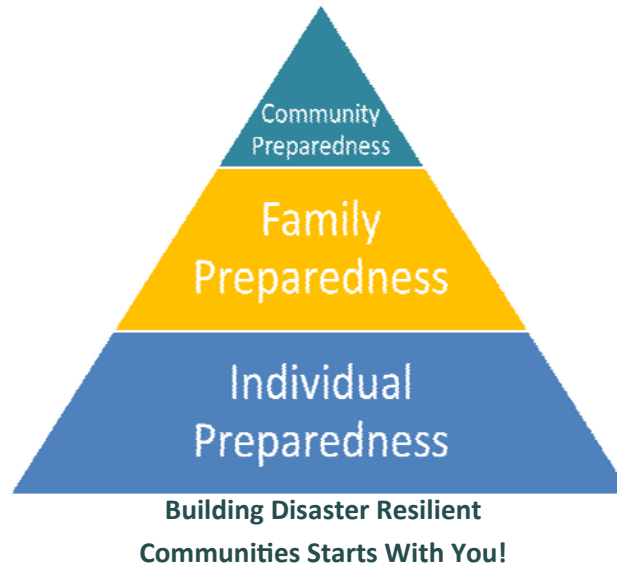 Community
Preparedness
Family
Preparedness
Individual
Preparedness
Building Disaster Resilient
Communities Starts With You!